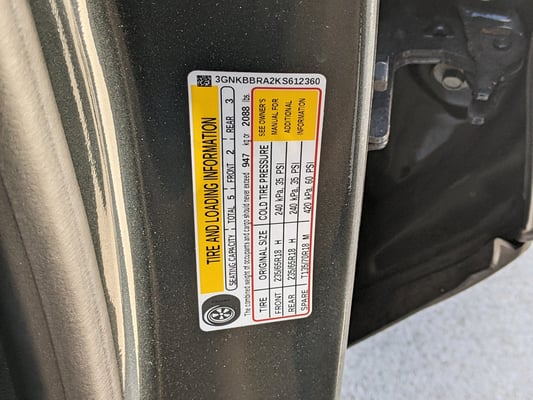 3GNKBBRA2KS612360
TIRE AND LOADING INFORMATION
SEATING CAPACITY TOTAL 5 FRONT 2 REAR 3
The combined weight of occupants and cargo should never exceed 947 kg or 2088 lbs.
TIRE ORIGINAL SIZE COLD TIRE PRESSURE SEE OWNER'S
FRONT 235/65R18 H 240 kPa, 35 PSI MANUAL FOR
REAR 235/65R18 H 240 kPa, 35 PSI ADDITIONAL
SPARE T135/70R18 M 420 kPa, 60 PSI INFORMATION